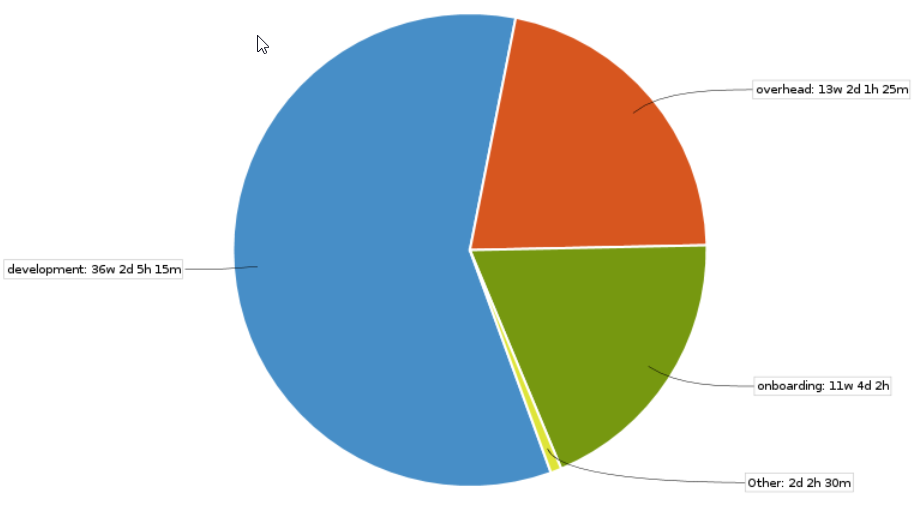 overhead: 13w 2d 1h 25m
development: 36w 2d 5h 15m
onboarding: 11w 4d 2h
Other: 2d 2h 30m